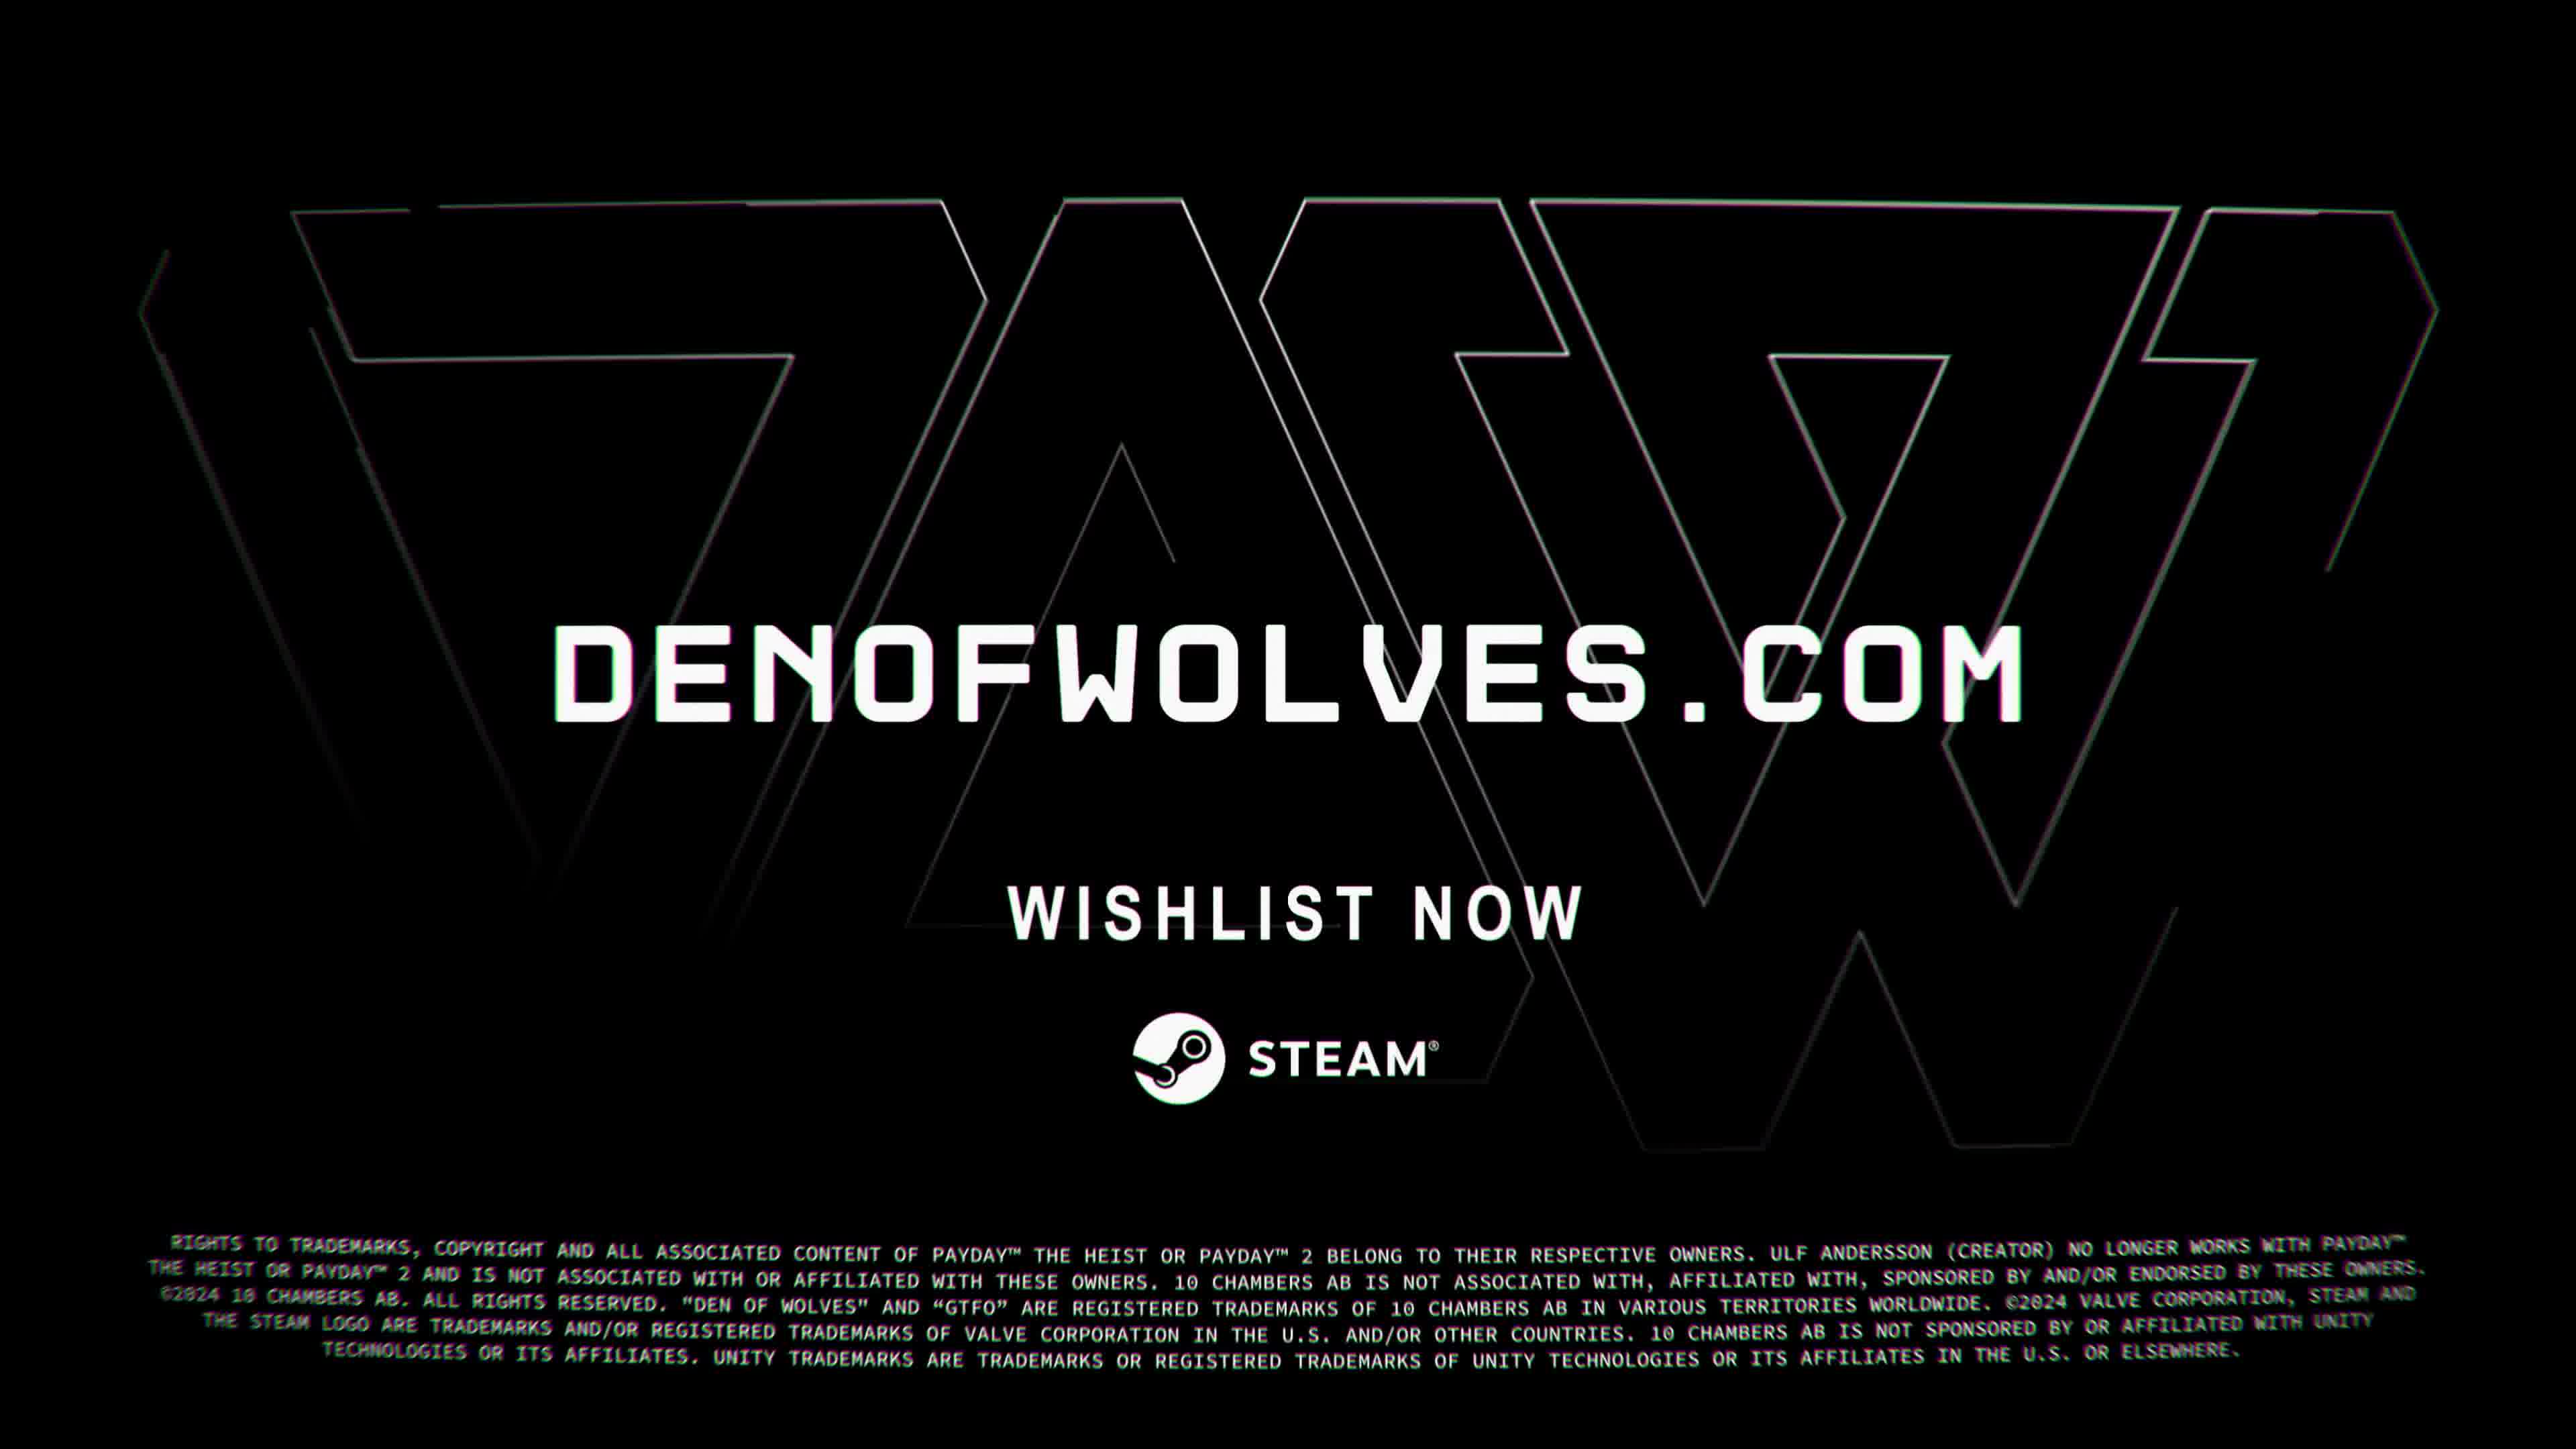 DENOFWOLVES.COM
WISHLIST NOW
STEAM®
RIGHTS TO TRADEMARKS, COPYRIGHT AND ALL ASSOCIATED CONTENT OF PAYDAY™ THE HEIST OR PAYDAY™ 2 BELONG TO THEIR RESPECTIVE OWNERS. ULF ANDERSSON (CREATOR) NO LONGER WORKS WITH PAYDAY™
THE HEIST OR PAYDAY™ 2 AND IS NOT ASSOCIATED WITH OR AFFILIATED WITH THESE OWNERS. 10 CHAMBERS AB IS NOT ASSOCIATED WITH, AFFILIATED WITH, SPONSORED BY AND/OR ENDORSED BY THESE OWNERS.
©2024 10 CHAMBERS AB. ALL RIGHTS RESERVED. “DEN OF WOLVES” AND “GTFO” ARE REGISTERED TRADEMARKS OF 10 CHAMBERS AB IN VARIOUS TERRITORIES WORLDWIDE. ©2024 VALVE CORPORATION, STEAM AND
THE STEAM LOGO ARE TRADEMARKS AND/OR REGISTERED TRADEMARKS OF VALVE CORPORATION IN THE U.S. AND/OR OTHER COUNTRIES. 10 CHAMBERS AB IS NOT SPONSORED BY OR AFFILIATED WITH UNITY
TECHNOLOGIES OR ITS AFFILIATES. UNITY TRADEMARKS ARE TRADEMARKS OR REGISTERED TRADEMARKS OF UNITY TECHNOLOGIES OR ITS AFFILIATES IN THE U.S. OR ELSEWHERE.